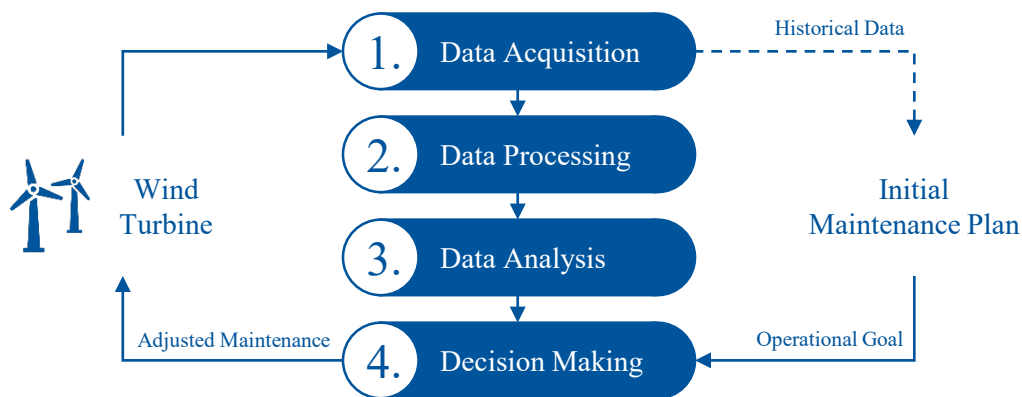 Historical Data
1. Data Acquisition
2. Data Processing
Wind
Turbine
Initial
Maintenance Plan
3. Data Analysis
Adjusted Maintenance
Operational Goal
4. Decision Making